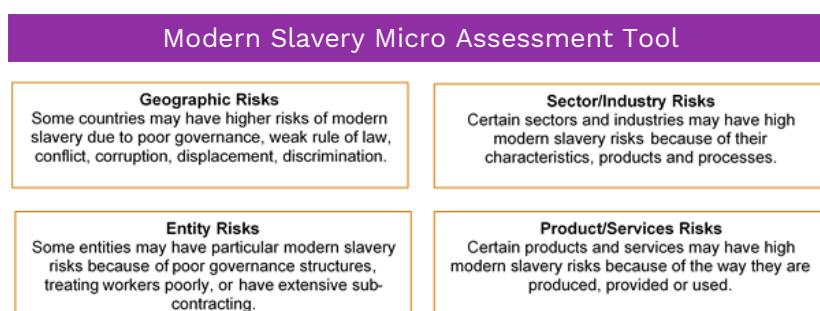 Modern Slavery Micro Assessment Tool
Geographic Risks
Some countries may have higher risks of modern
slavery due to poor governance, weak rule of law,
conflict, corruption, displacement, discrimination.
Sector/Industry Risks
Certain sectors and industries may have high
modern slavery risks because of their
characteristics, products and processes.
Entity Risks
Some entities may have particular modern slavery
risks because of poor governance structures,
treating workers poorly, or have extensive sub-
contracting.
Product/Services Risks
Certain products and services may have high
modern slavery risks because of the way they are
produced, provided or used.